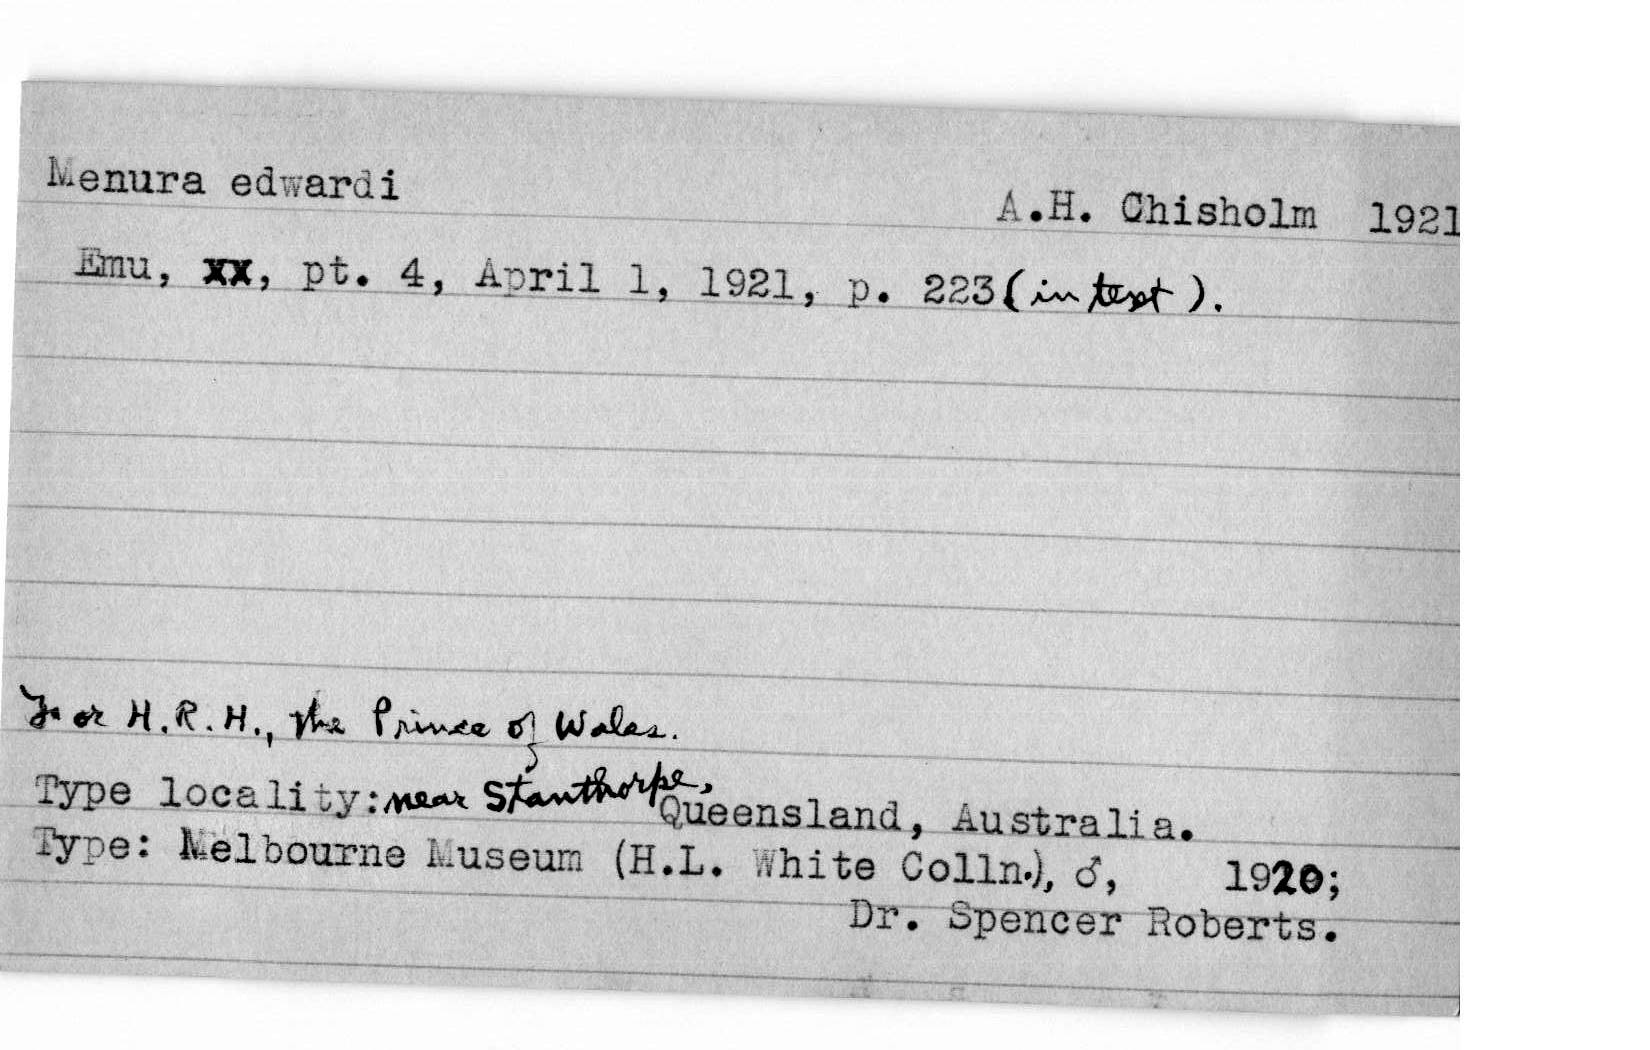 Menura edwardi
A.H. Chisholm 1921
Emu, xx, pt. 4, April 1, 1921, p. 223 (in text).
For H.R.H., the Prince of Wales.
Type locality: near Stanthorpe, Queensland, Australia.
Type: Melbourne Museum (H.L. White Colln.), ♂, 1920;
Dr. Spencer Roberts.